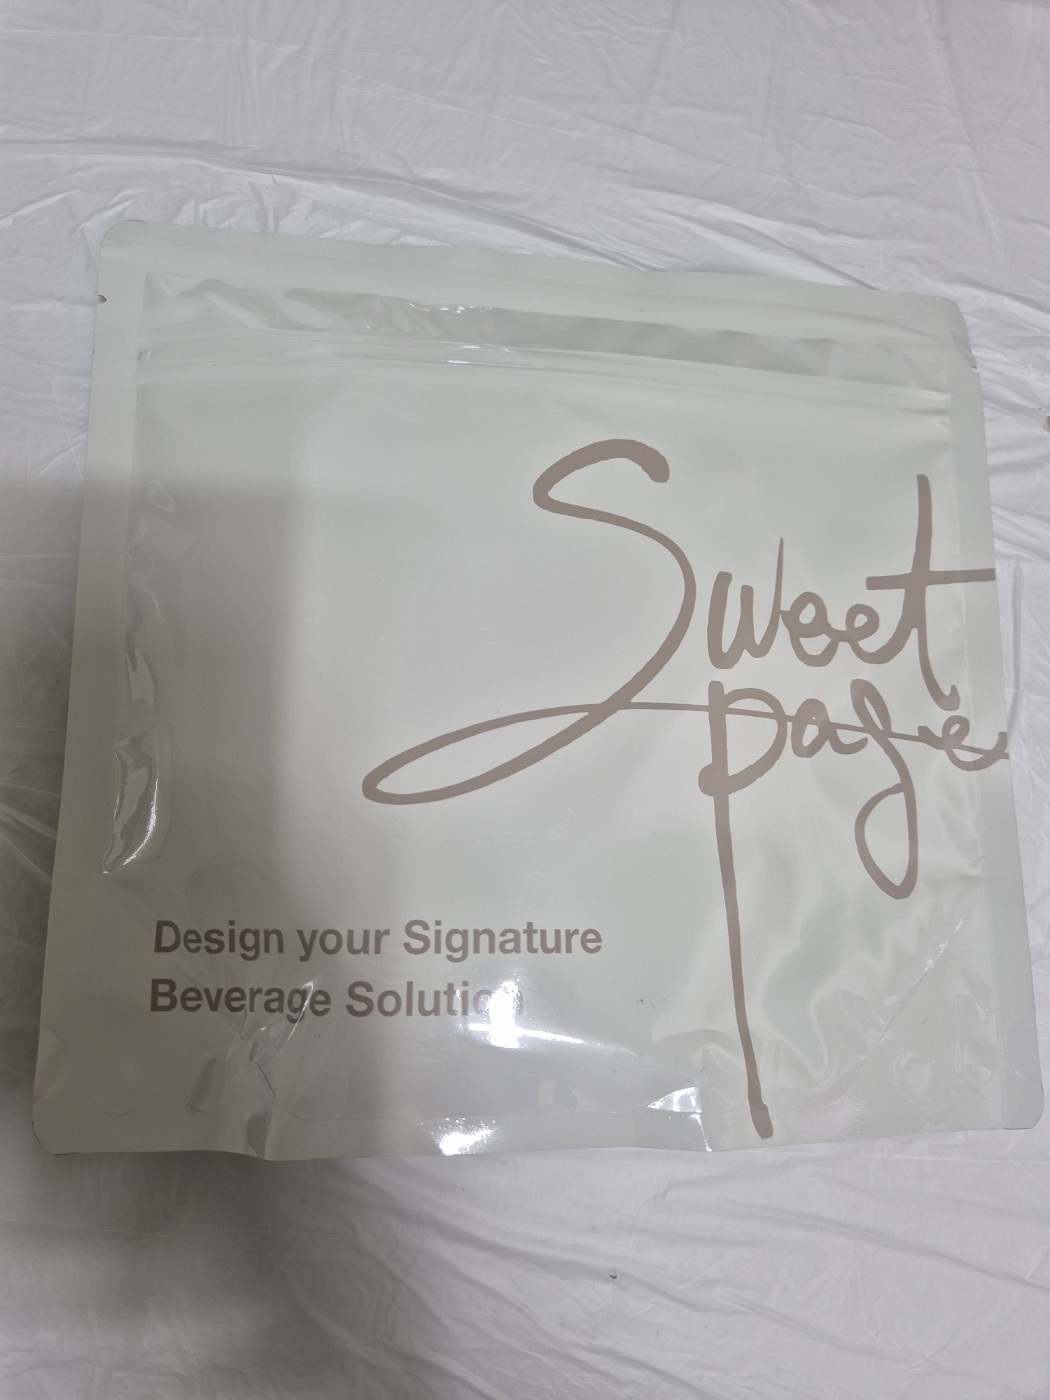 Sweet
page
Design your Signature
Beverage Solution